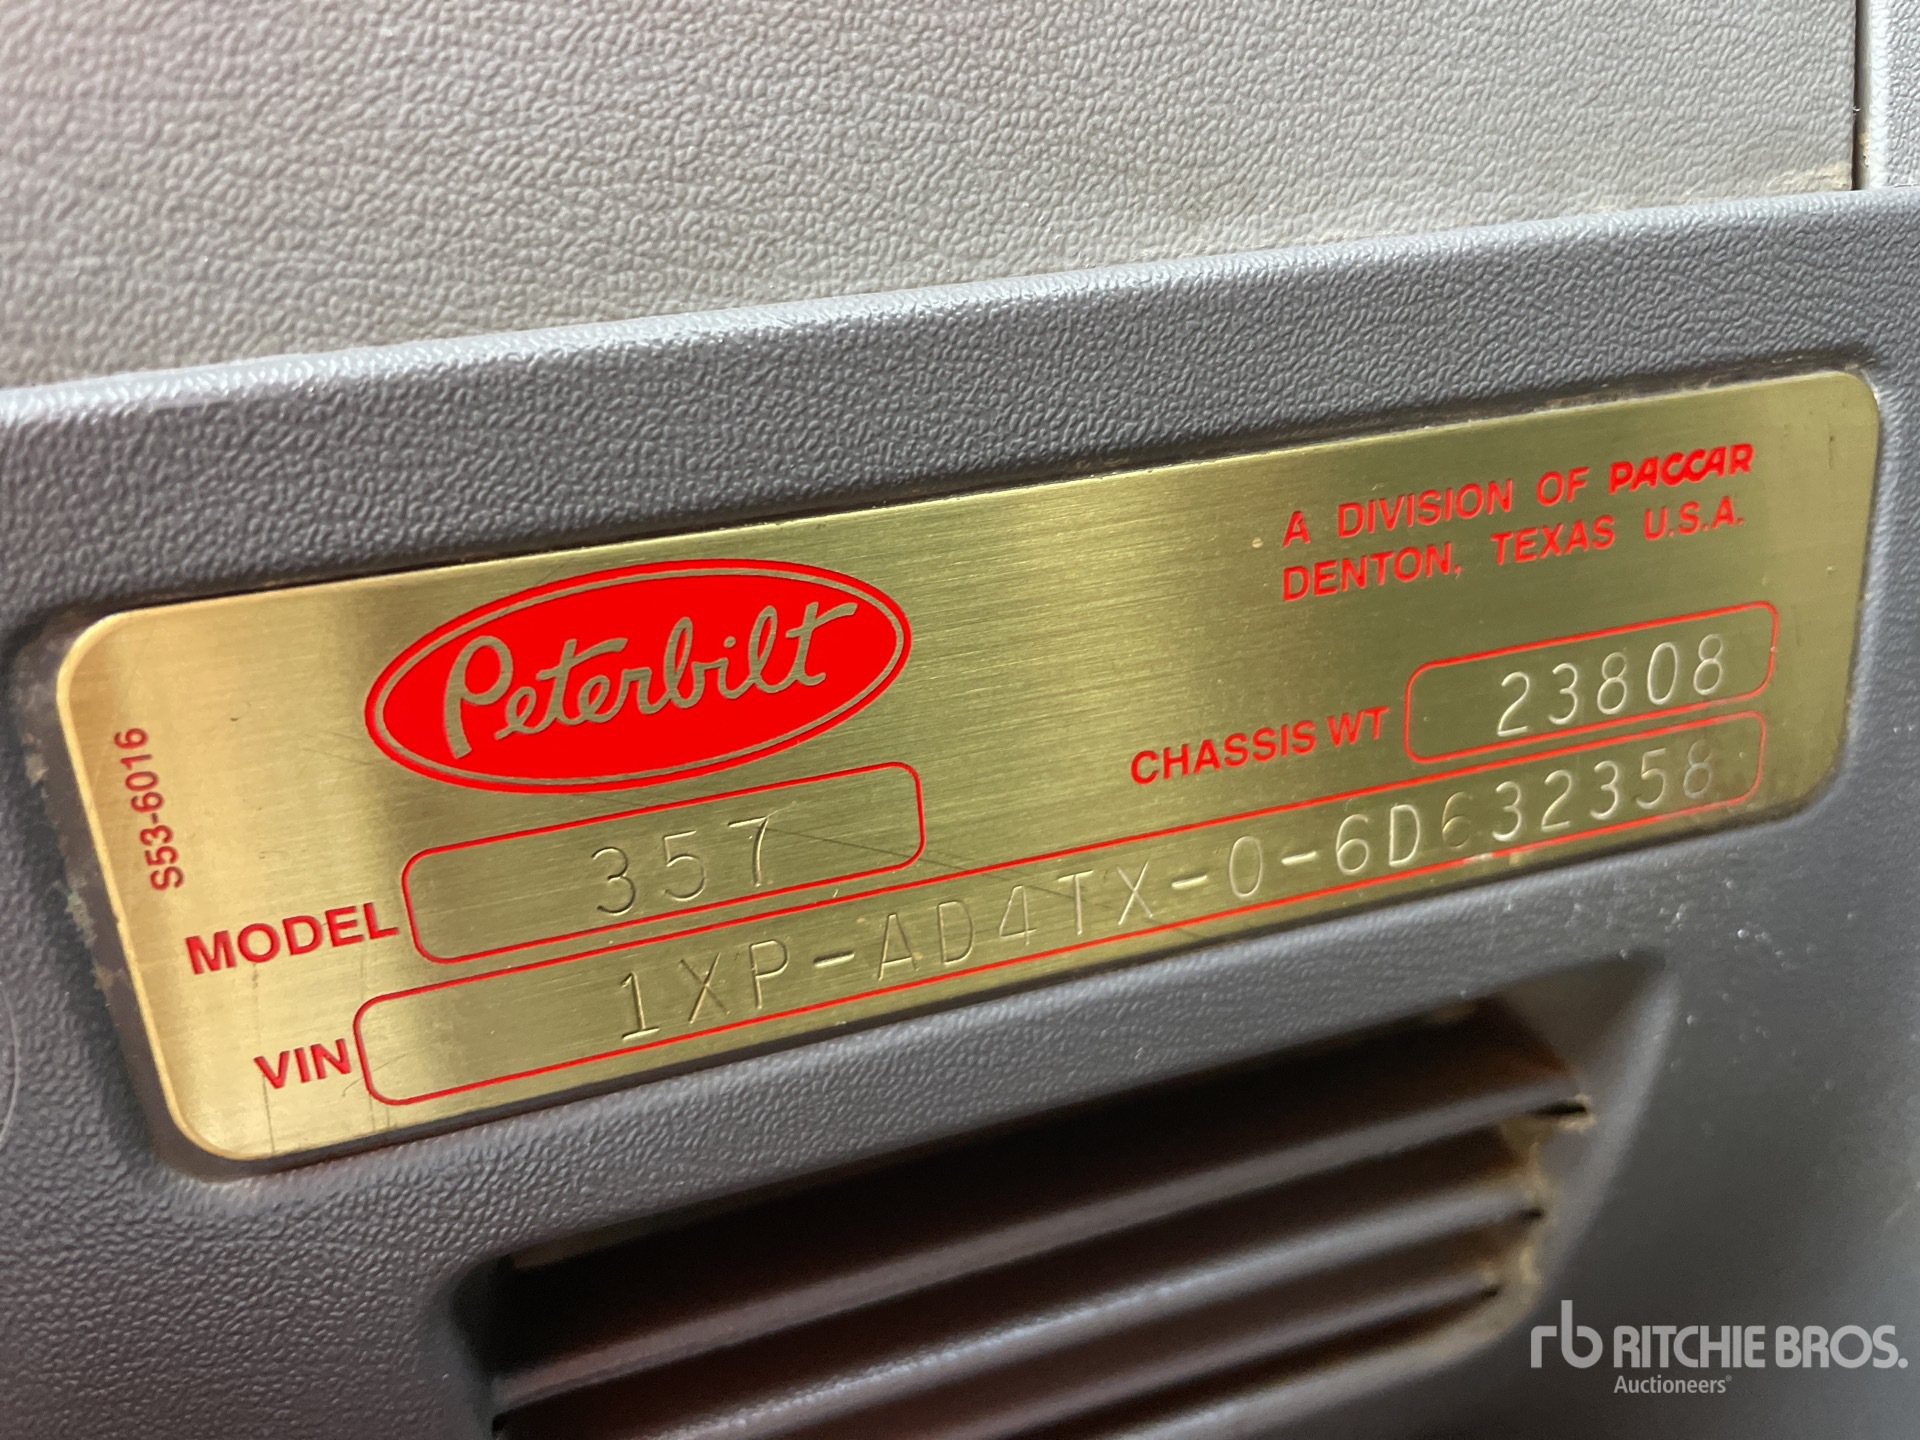 A DIVISION OF PACCAR
DENTON, TEXAS U.S.A.
Peterbilt
S53-6016
CHASSIS WT 23808
MODEL 357
VIN 1XP-AD4TX-0-6D632358
rb RITCHIE BROS.
Auctioneers